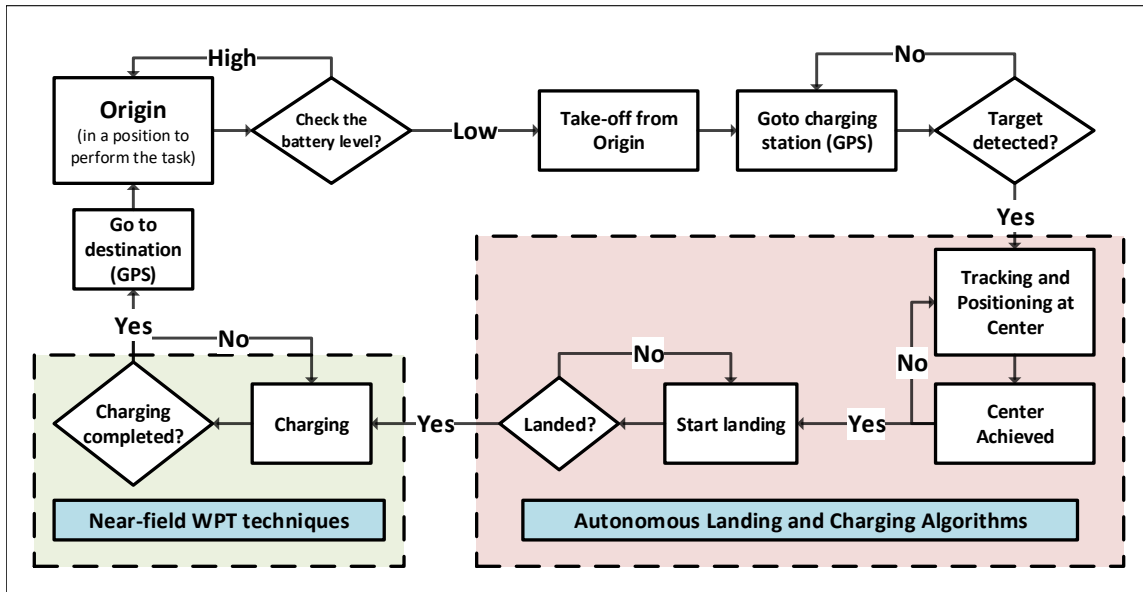 High
No
Origin
(in a position to
perform the task)
Check the
battery level?
Low
Take-off from
Origin
Goto charging
station (GPS)
Target
detected?
Yes
Go to
destination
(GPS)
Tracking and
Positioning at
Center
Yes
No
No
No
Charging
completed?
Charging
Yes
Landed?
Start landing
Yes
Center
Achieved
Near-field WPT techniques
Autonomous Landing and Charging Algorithms